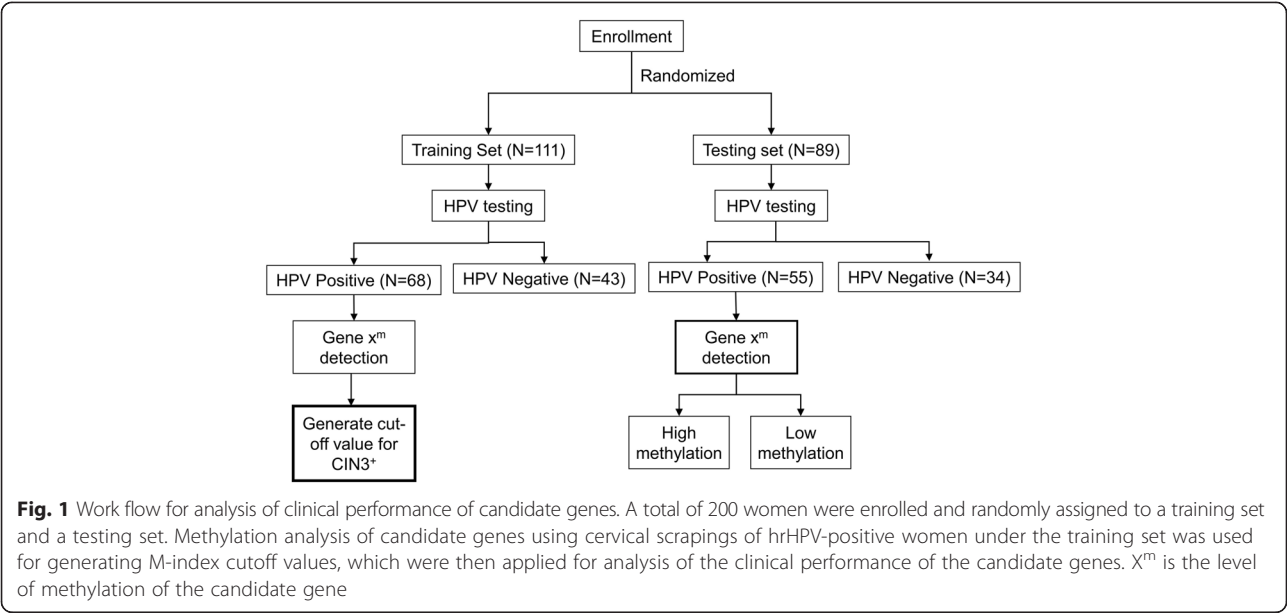 Enrollment
Randomized
Training Set (N=111)
Testing set (N=89)
HPV testing
HPV testing
HPV Positive (N=68)
HPV Negative (N=43)
HPV Positive (N=55)
HPV Negative (N=34)
Gene xᵐ
detection
Gene xᵐ
detection
Generate cut-
off value for
CIN3⁺
High
methylation
Low
methylation
Fig. 1 Work flow for analysis of clinical performance of candidate genes. A total of 200 women were enrolled and randomly assigned to a training set
and a testing set. Methylation analysis of candidate genes using cervical scrapings of hrHPV-positive women under the training set was used
for generating M-index cutoff values, which were then applied for analysis of the clinical performance of the candidate genes. Xᵐ is the level
of methylation of the candidate gene